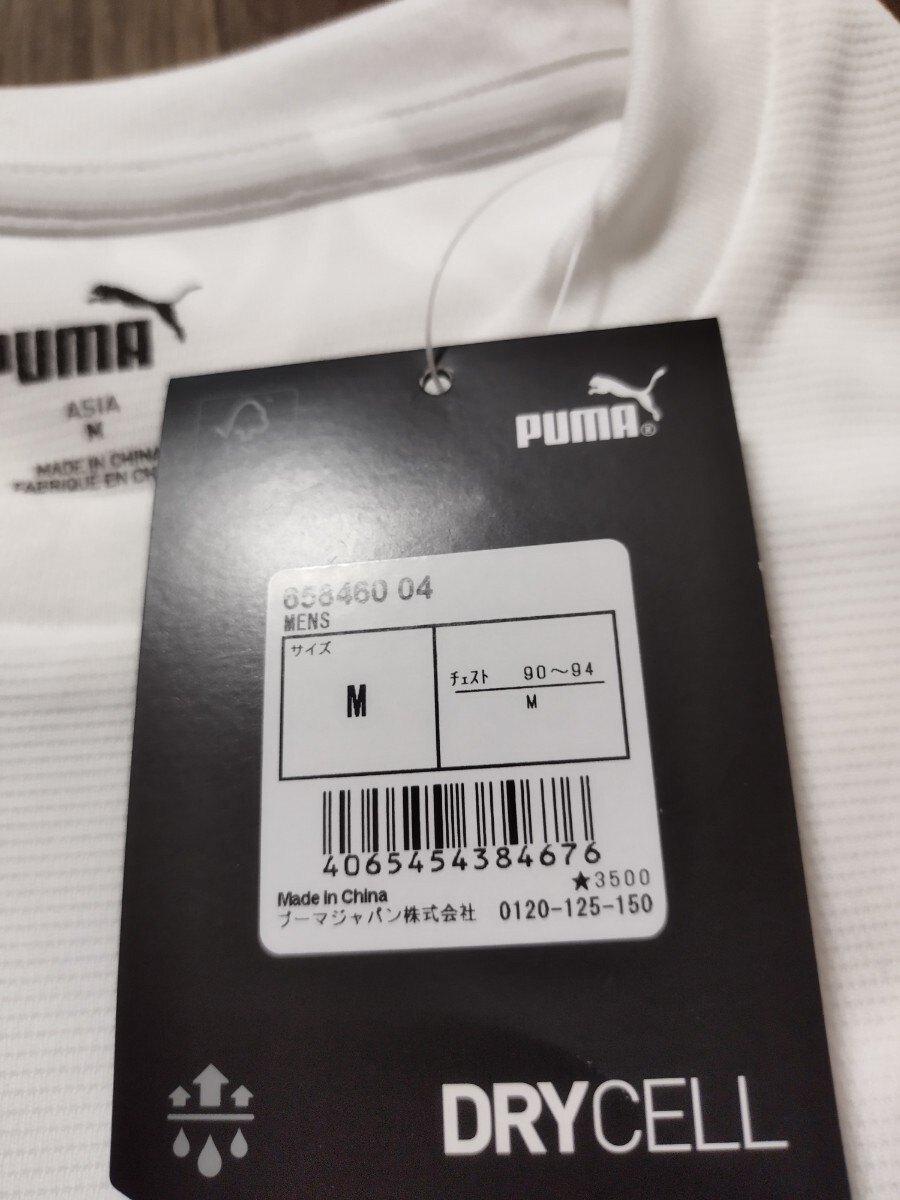 PUMA
ASIA
M
MADE IN CHINA
FABRIQUE EN
PUMA®
658460 04
MENS
サイズ
M
チェスト 90～94
M
4065454384676
★3500
Made in China
プーマジャパン株式会社 0120-125-150
DRYCELL